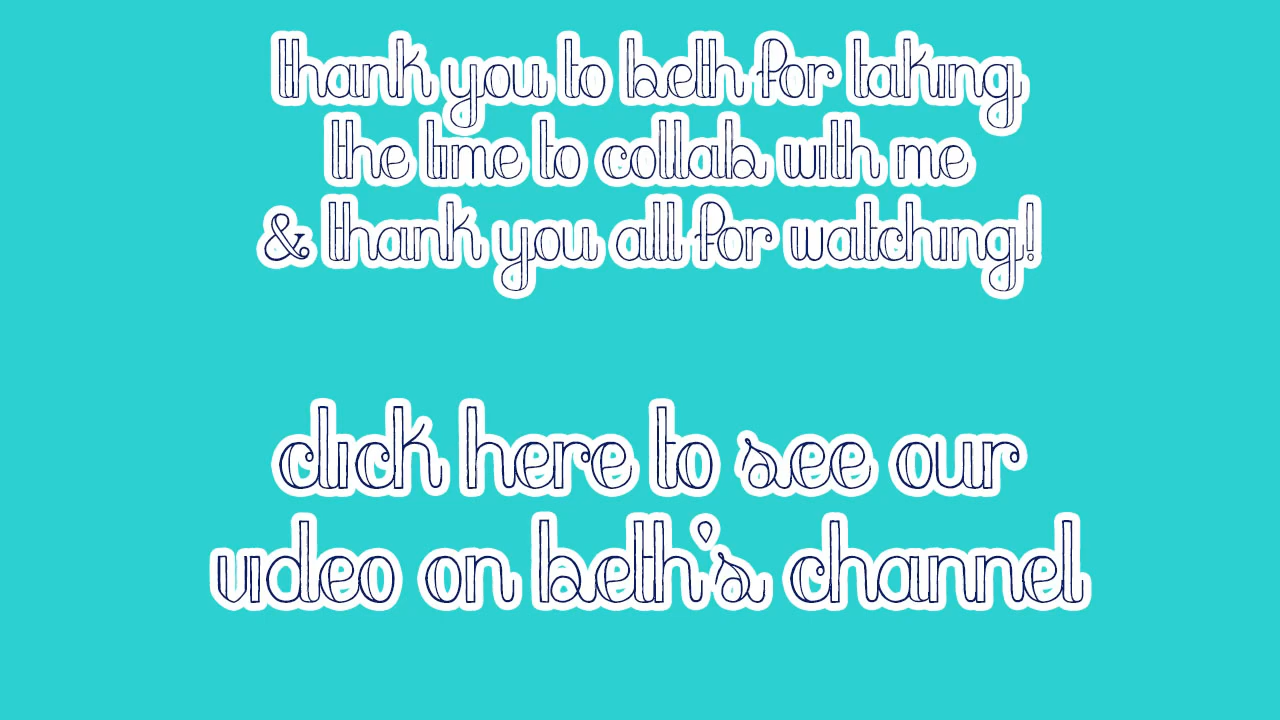 thank you to beth for taking
the time to collab with me
& thank you all for watching!
click here to see our
video on beth's channel